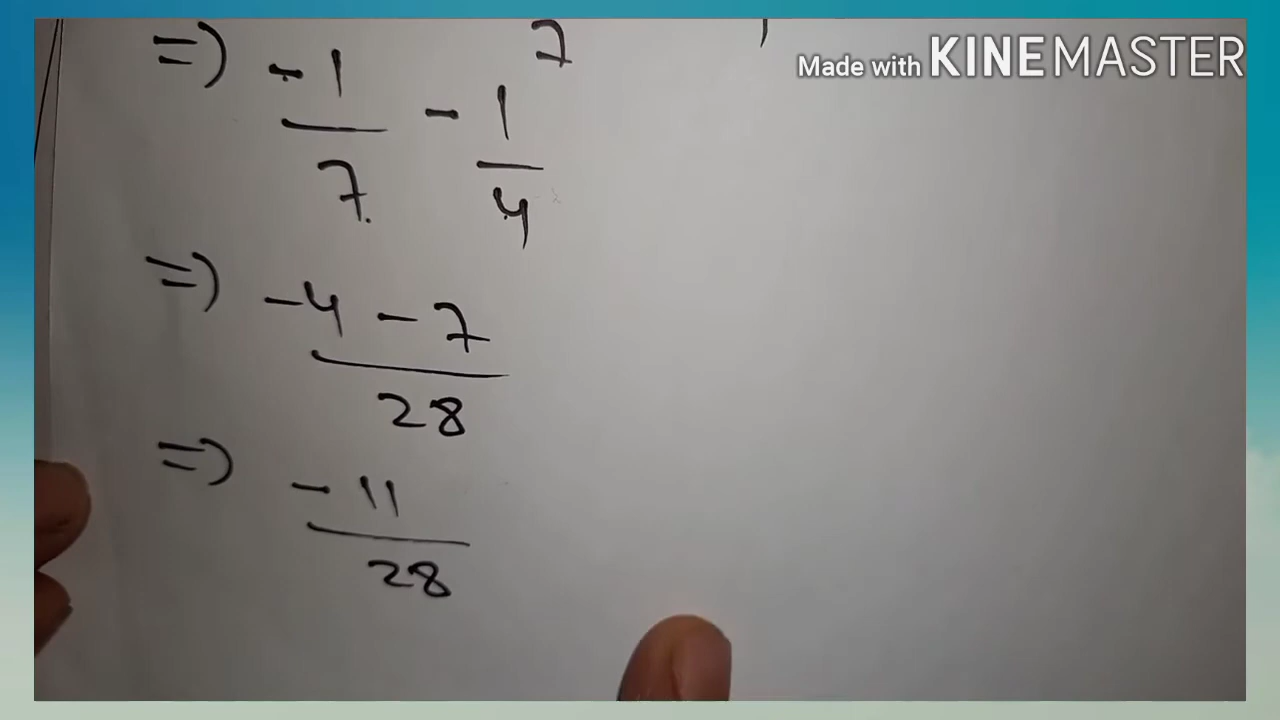 7
Made with KINEMASTER
=) -1/7 - 1/4
=) -4 - 7 / 28
=) -11 / 28